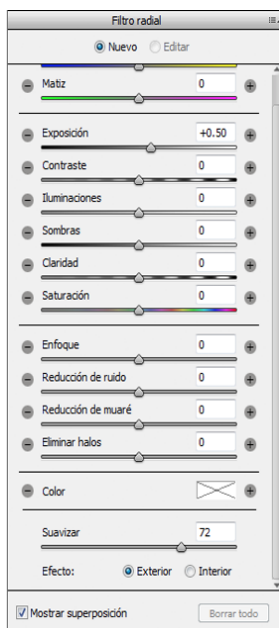 Filtro radial
Nuevo Editar
Matiz 0
Exposición +0.50
Contraste 0
Iluminaciones 0
Sombras 0
Claridad 0
Saturación 0
Enfoque 0
Reducción de ruido 0
Reducción de muaré 0
Eliminar halos 0
Color
Suavizar 72
Efecto: Exterior Interior
Mostrar superposición Borrar todo